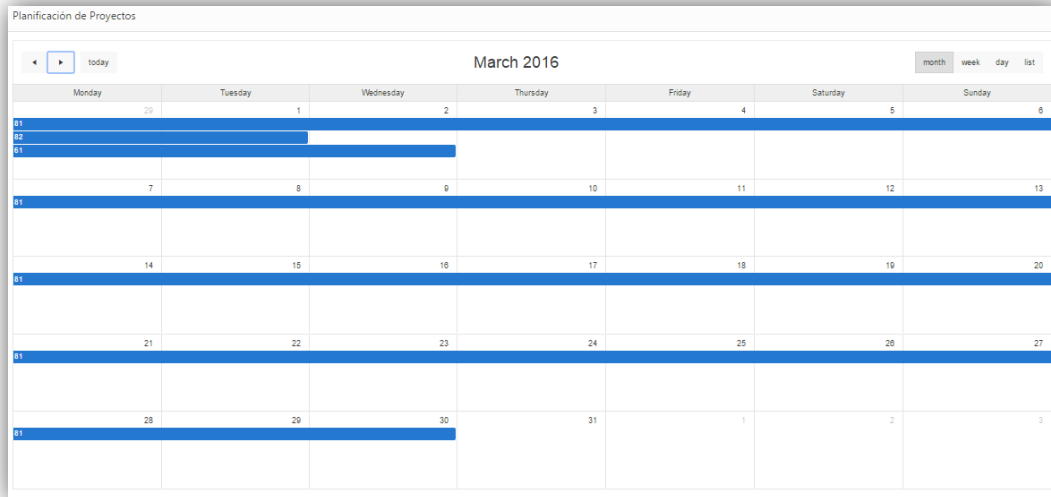 Planificación de Proyectos
today March 2016 month week day list
Monday Tuesday Wednesday Thursday Friday Saturday Sunday
29 1 2 3 4 5 6
81
82
61
7 8 9 10 11 12 13
81
14 15 16 17 18 19 20
81
21 22 23 24 25 26 27
81
28 29 30 31 1 2 3
81